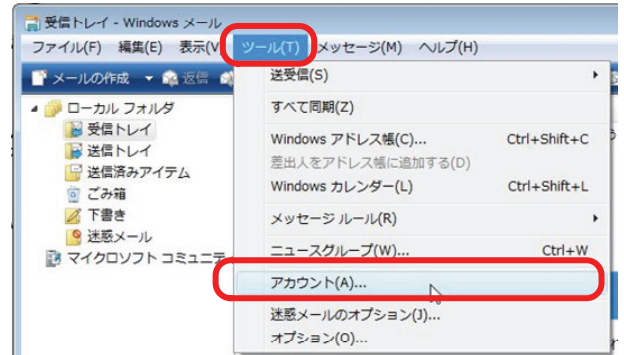 受信トレイ - Windows メール
ファイル(F) 編集(E) 表示(V ツール(T) メッセージ(M) ヘルプ(H)
メールの作成 返信
送受信(S)
すべて同期(Z)
Windows アドレス帳(C)... Ctrl+Shift+C
差出人をアドレス帳に追加する(D)
Windows カレンダー(L) Ctrl+Shift+L
メッセージ ルール(R)
ニュースグループ(W)... Ctrl+W
アカウント(A)...
迷惑メールのオプション(J)...
オプション(O)...
ローカル フォルダ
受信トレイ
送信トレイ
送信済みアイテム
ごみ箱
下書き
迷惑メール
マイクロソフト コミュニテ